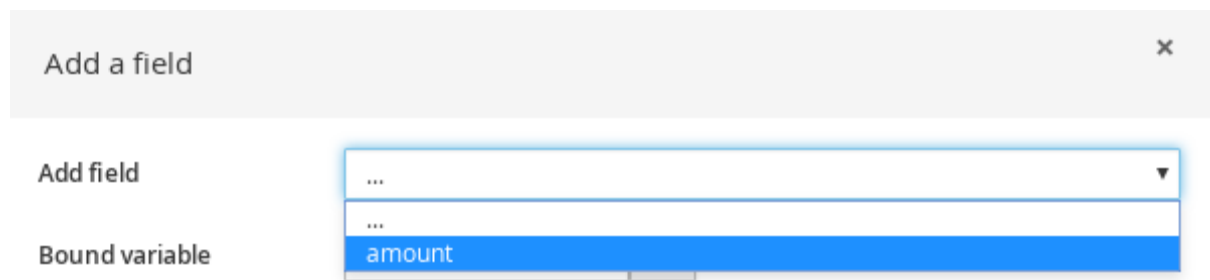 Add a field ×
Add field ... ▼
...
Bound variable amount